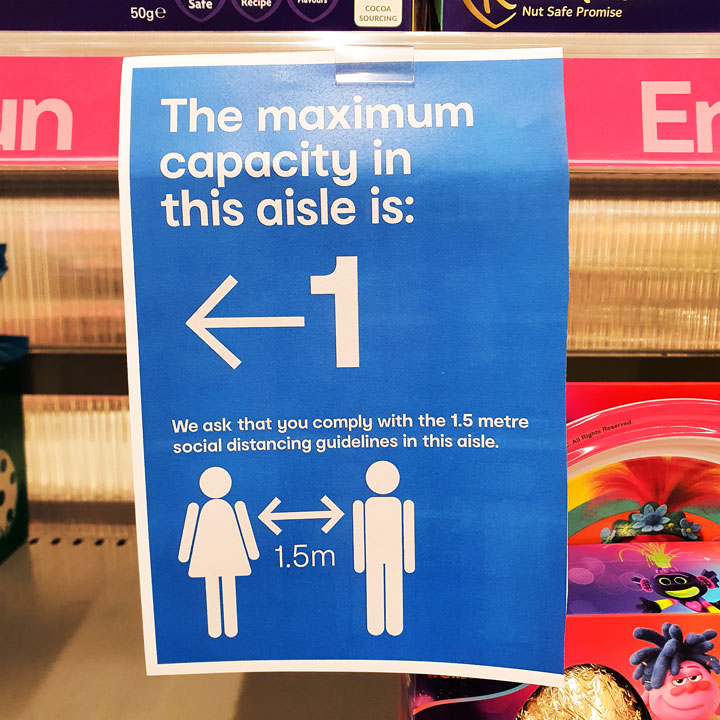 50g e
Safe
Recipe
Flavours
COCOA
SOURCING
Nut Safe Promise
un
En
The maximum
capacity in
this aisle is:
1
We ask that you comply with the 1.5 metre
social distancing guidelines in this aisle.
1.5m
All Rights Reserved.